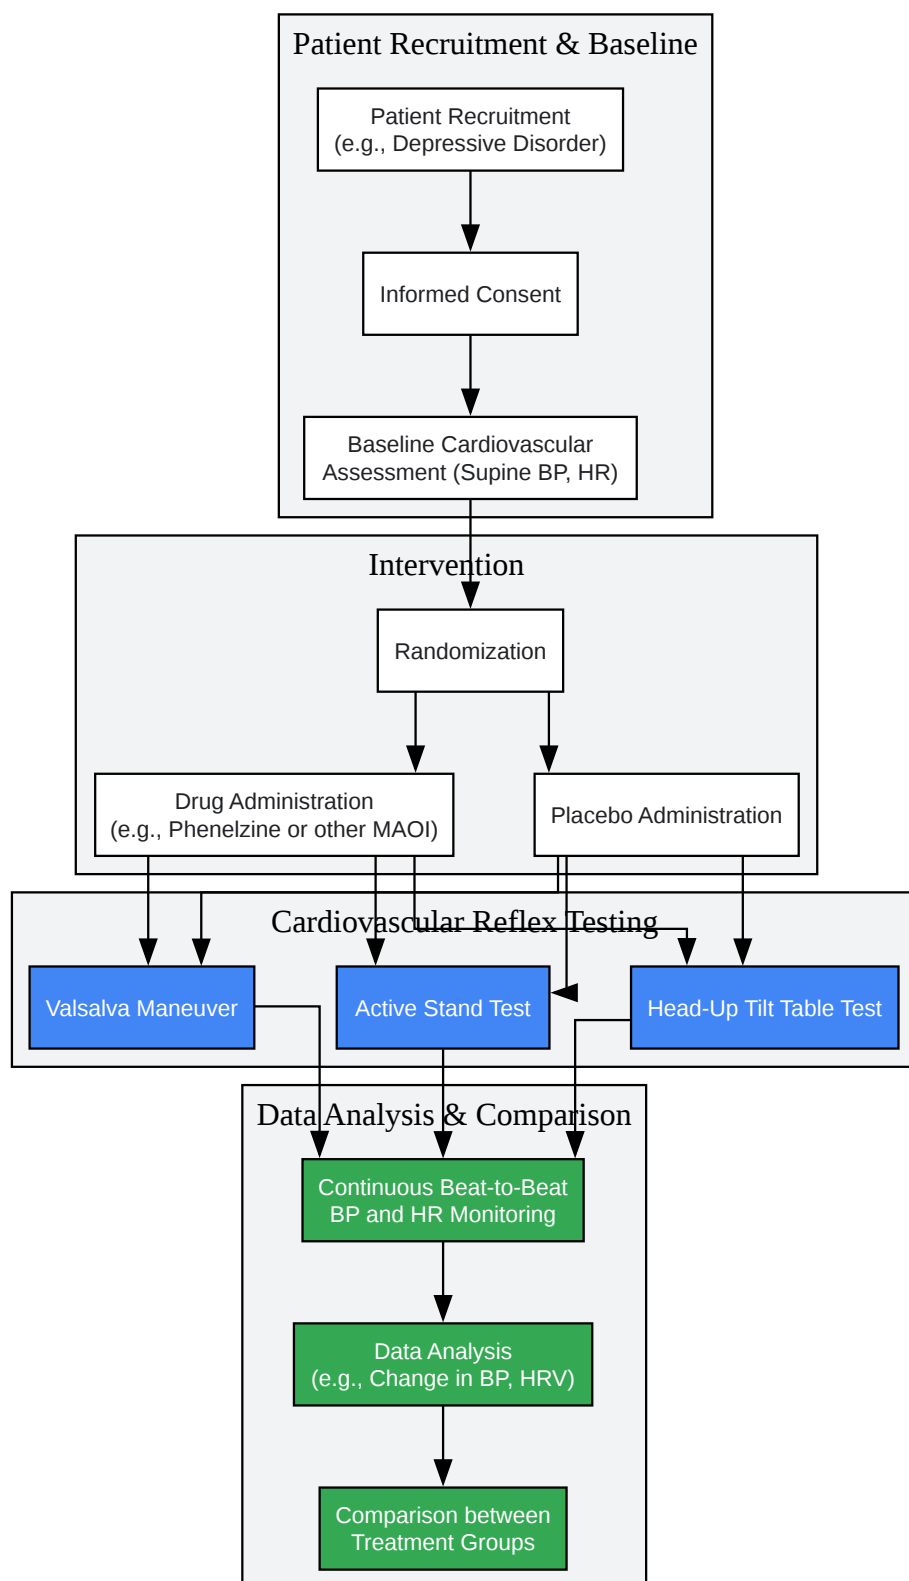 Patient Recruitment & Baseline
Patient Recruitment
(e.g., Depressive Disorder)
Informed Consent
Baseline Cardiovascular
Assessment (Supine BP, HR)
Intervention
Randomization
Drug Administration
(e.g., Phenelzine or other MAOI)
Placebo Administration
Cardiovascular Reflex Testing
Valsalva Maneuver
Active Stand Test
Head-Up Tilt Table Test
Data Analysis & Comparison
Continuous Beat-to-Beat
BP and HR Monitoring
Data Analysis
(e.g., Change in BP, HRV)
Comparison between
Treatment Groups